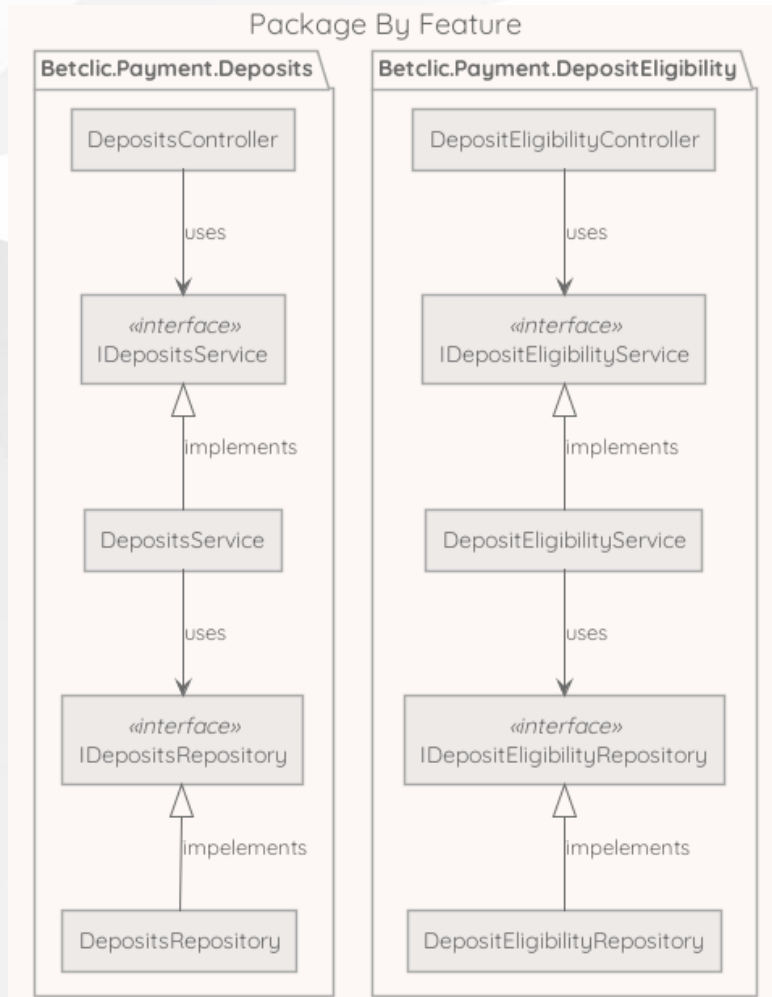 Package By Feature
Betclic.Payment.Deposits
DepositsController
uses
«interface»
IDepositsService
implements
DepositsService
uses
«interface»
IDepositsRepository
impelements
DepositsRepository
Betclic.Payment.DepositEligibility
DepositEligibilityController
uses
«interface»
IDepositEligibilityService
implements
DepositEligibilityService
uses
«interface»
IDepositEligibilityRepository
impelements
DepositEligibilityRepository